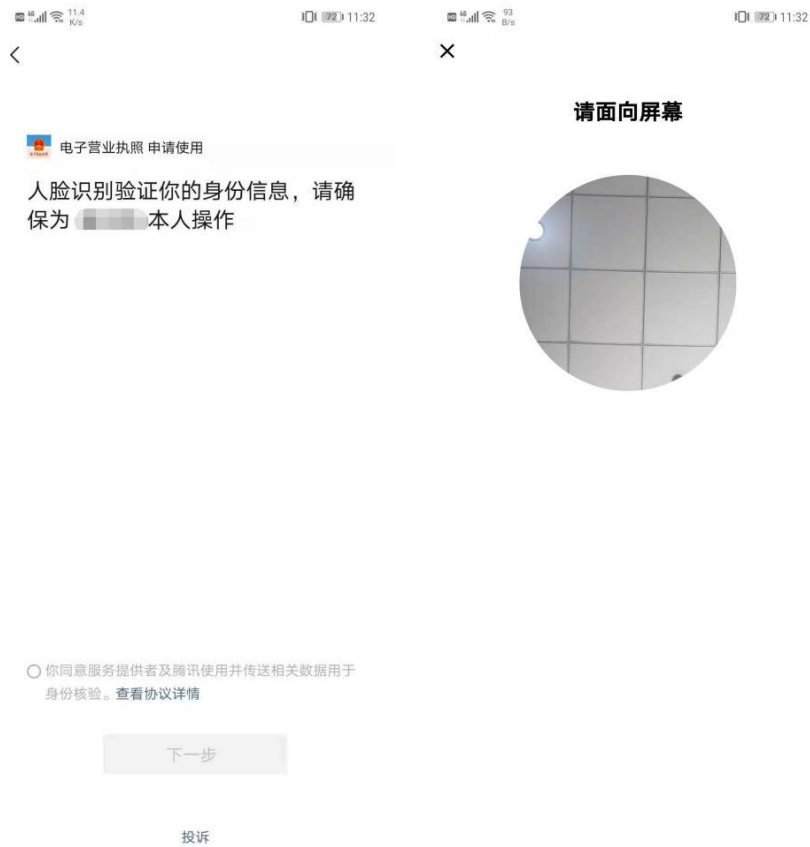 11.4
K/s
72
11:32
电子营业执照 申请使用
人脸识别验证你的身份信息，请确
保为
本人操作
你同意服务提供者及腾讯使用并传送相关数据用于
身份核验。查看协议详情
下一步
投诉
93
B/s
72
11:32
请面向屏幕